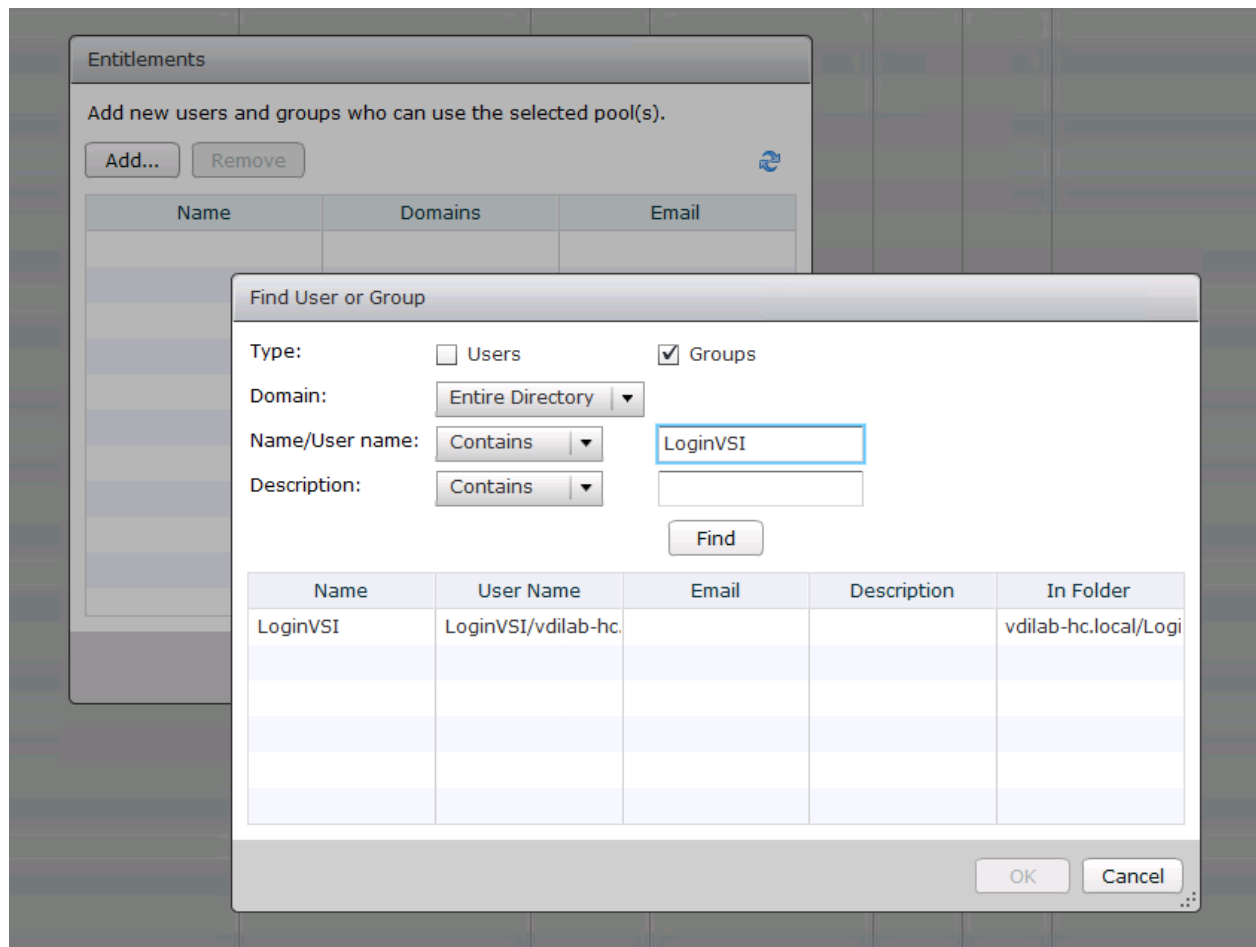 Entitlements
Add new users and groups who can use the selected pool(s).
Add... Remove
Name Domains Email
Find User or Group
Type: Users Groups
Domain: Entire Directory
Name/User name: Contains LoginVSI
Description: Contains
Find
Name User Name Email Description In Folder
LoginVSI LoginVSI/vdilab-hc. vdilab-hc.local/Logi
OK Cancel